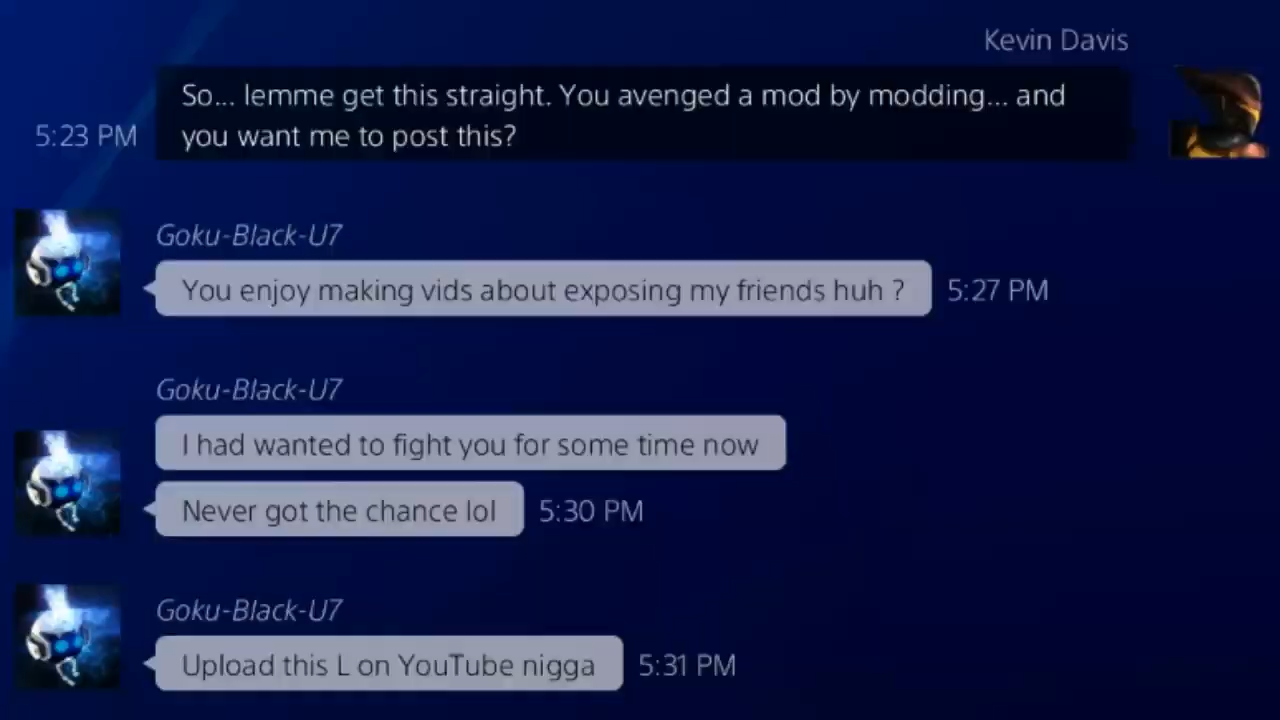 Kevin Davis
So... lemme get this straight. You avenged a mod by modding... and
5:23 PM
you want me to post this?
Goku-Black-U7
You enjoy making vids about exposing my friends huh ? 5:27 PM
Goku-Black-U7
I had wanted to fight you for some time now
Never got the chance lol 5:30 PM
Goku-Black-U7
Upload this L on YouTube nigga 5:31 PM